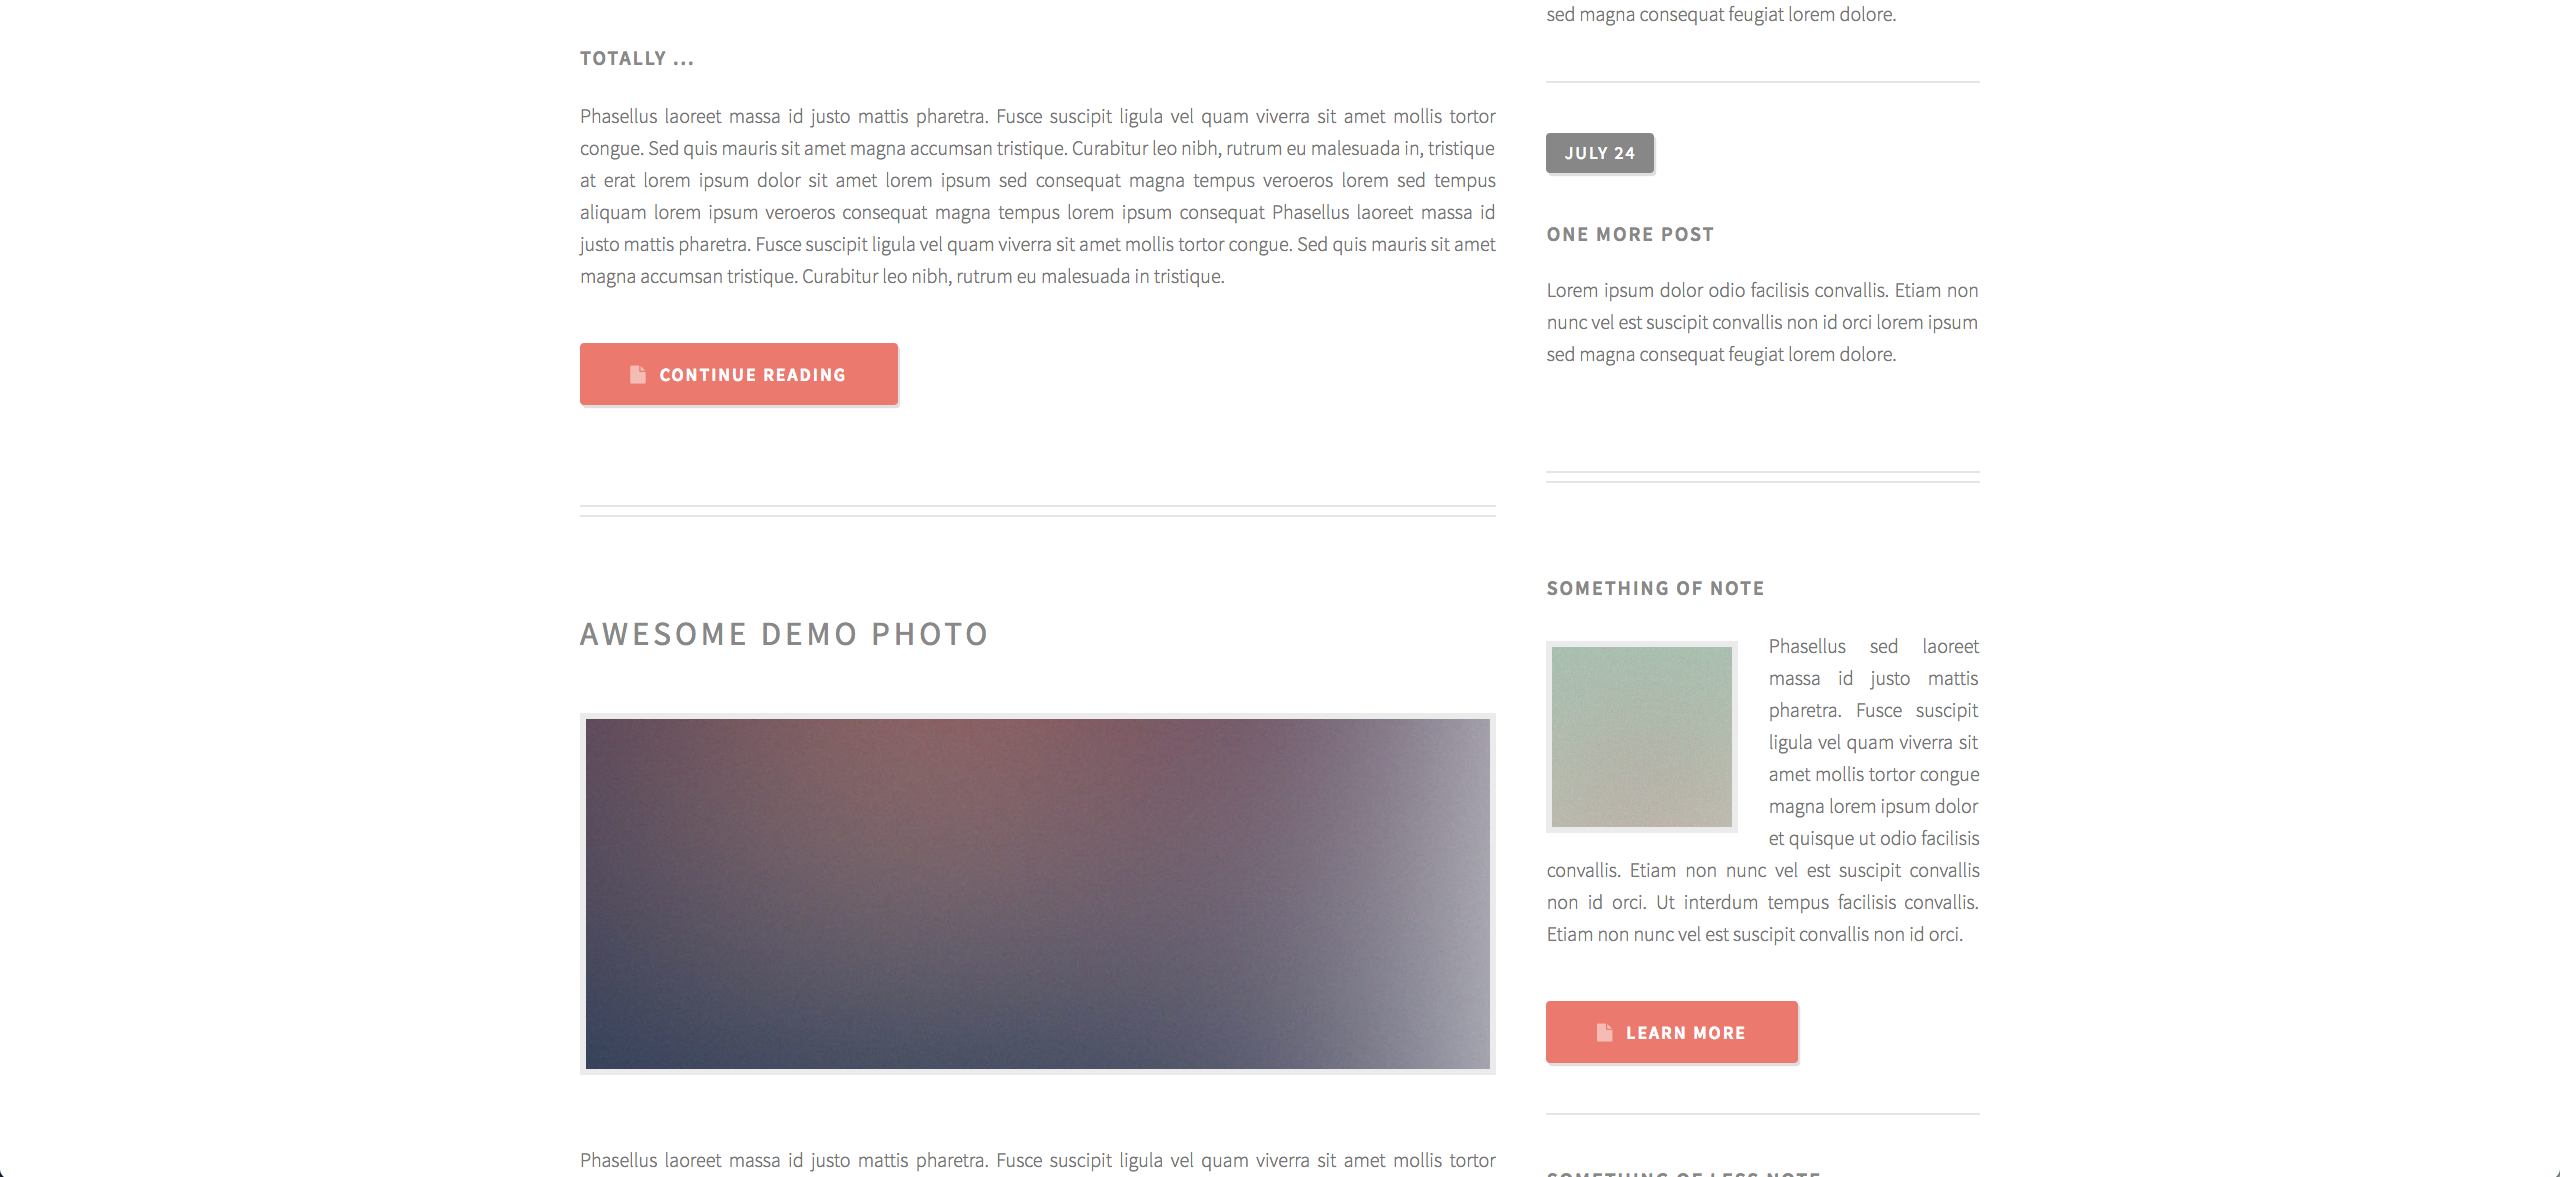 TOTALLY ...
Phasellus laoreet massa id justo mattis pharetra. Fusce suscipit ligula vel quam viverra sit amet mollis tortor
congue. Sed quis mauris sit amet magna accumsan tristique. Curabitur leo nibh, rutrum eu malesuada in, tristique
at erat lorem ipsum dolor sit amet lorem ipsum sed consequat magna tempus veroeros lorem sed tempus
aliquam lorem ipsum veroeros consequat magna tempus lorem ipsum consequat Phasellus laoreet massa id
justo mattis pharetra. Fusce suscipit ligula vel quam viverra sit amet mollis tortor congue. Sed quis mauris sit amet
magna accumsan tristique. Curabitur leo nibh, rutrum eu malesuada in tristique.
CONTINUE READING
AWESOME DEMO PHOTO
Phasellus laoreet massa id justo mattis pharetra. Fusce suscipit ligula vel quam viverra sit amet mollis tortor
sed magna consequat feugiat lorem dolore.
JULY 24
ONE MORE POST
Lorem ipsum dolor odio facilisis convallis. Etiam non
nunc vel est suscipit convallis non id orci lorem ipsum
sed magna consequat feugiat lorem dolore.
SOMETHING OF NOTE
Phasellus sed laoreet
massa id justo mattis
pharetra. Fusce suscipit
ligula vel quam viverra sit
amet mollis tortor congue
magna lorem ipsum dolor
et quisque ut odio facilisis
convallis. Etiam non nunc vel est suscipit convallis
non id orci. Ut interdum tempus facilisis convallis.
Etiam non nunc vel est suscipit convallis non id orci.
LEARN MORE
SOMETHING OF LESS NOTE